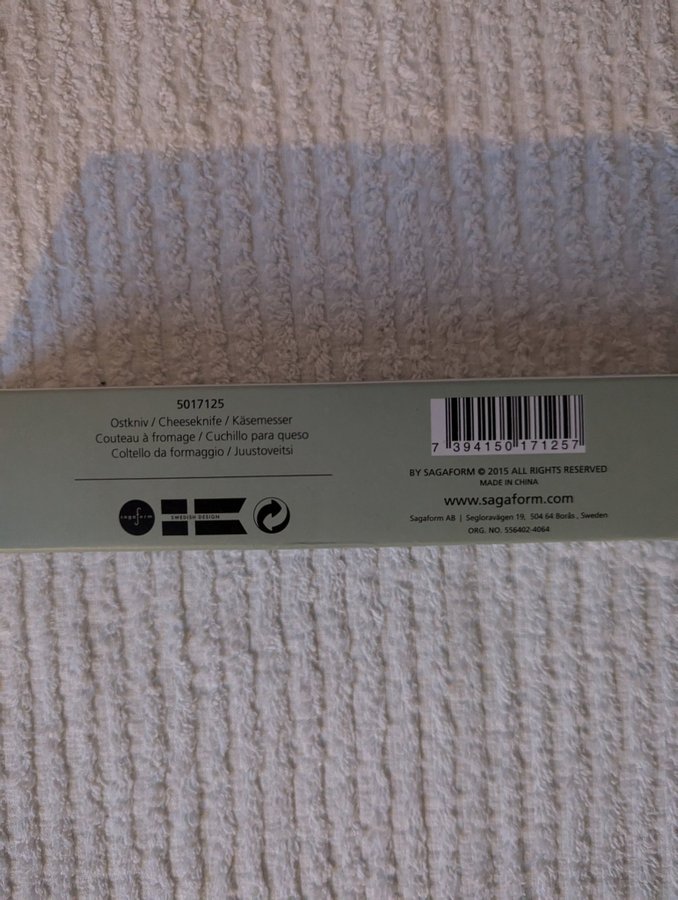 5017125
Ostkniv / Cheeseknife / Käsemesser
Couteau à fromage / Cuchillo para queso
Coltello da formaggio / Juustoveitsi
sagaform
SWEDISH DESIGN
7 394150 171257
BY SAGAFORM © 2015 ALL RIGHTS RESERVED
MADE IN CHINA
www.sagaform.com
Sagaform AB | Segloravägen 19, 504 64 Borås, Sweden
ORG. NO. 556402-4064